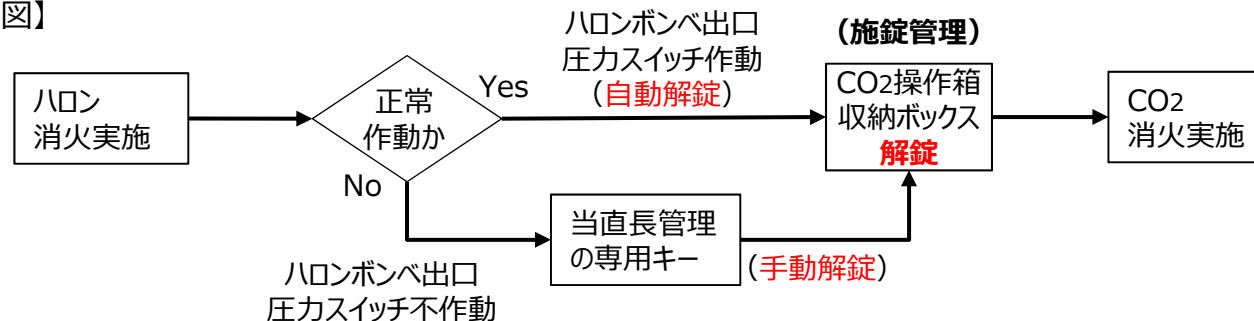 図】
ハロン
消火実施
正常
作動か
Yes
ハロンボンベ出口
圧力スイッチ作動
（自動解錠）
（施錠管理）
CO2操作箱
収納ボックス
解錠
CO2
消火実施
No
当直長管理
の専用キー
（手動解錠）
ハロンボンベ出口
圧力スイッチ不作動